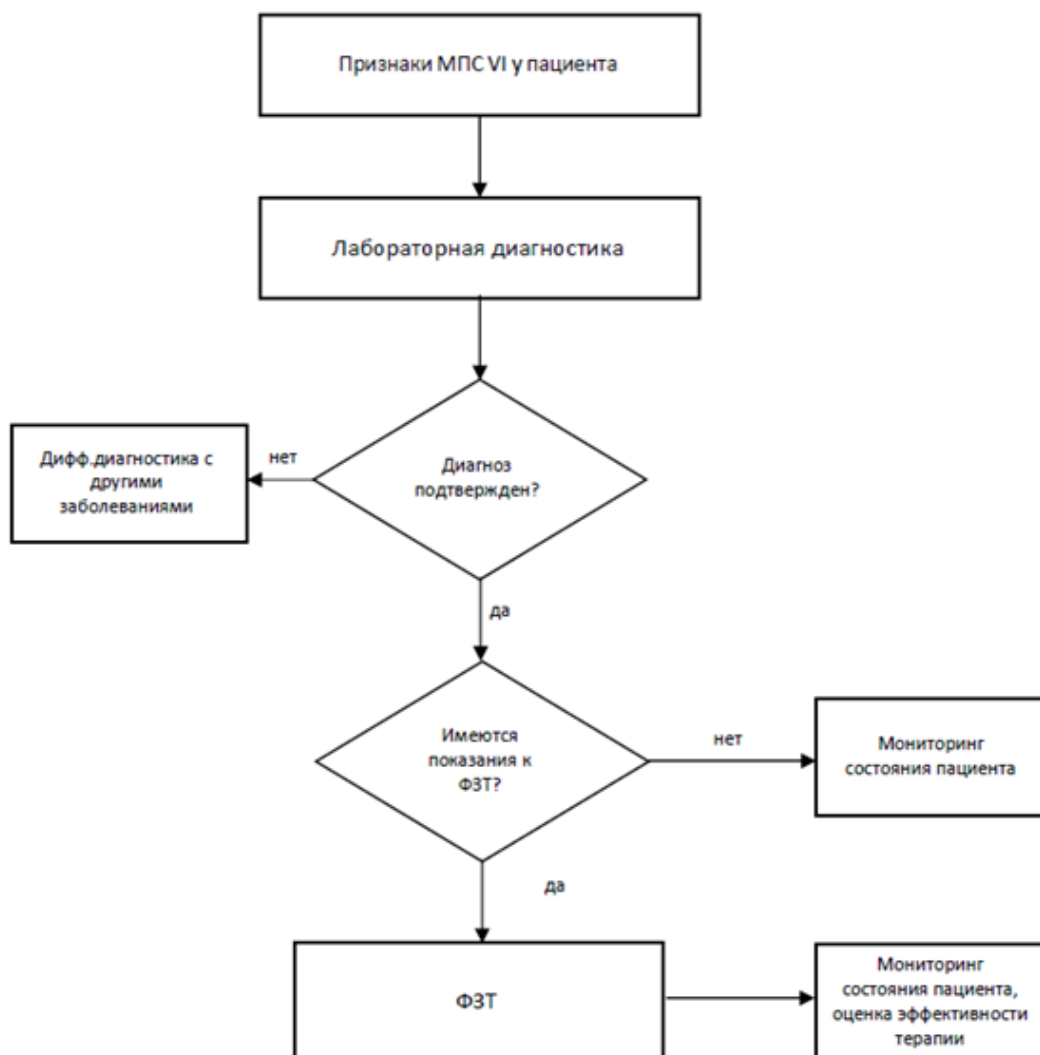 Признаки МПС VI у пациента
Лабораторная диагностика
Диагноз
подтвержден?
нет
Дифф.диагностика с
другими
заболеваниями
да
Имеются
показания к
ФЗТ?
нет
Мониторинг
состояния пациента
да
ФЗТ
Мониторинг
состояния пациента,
оценка эффективности
терапии